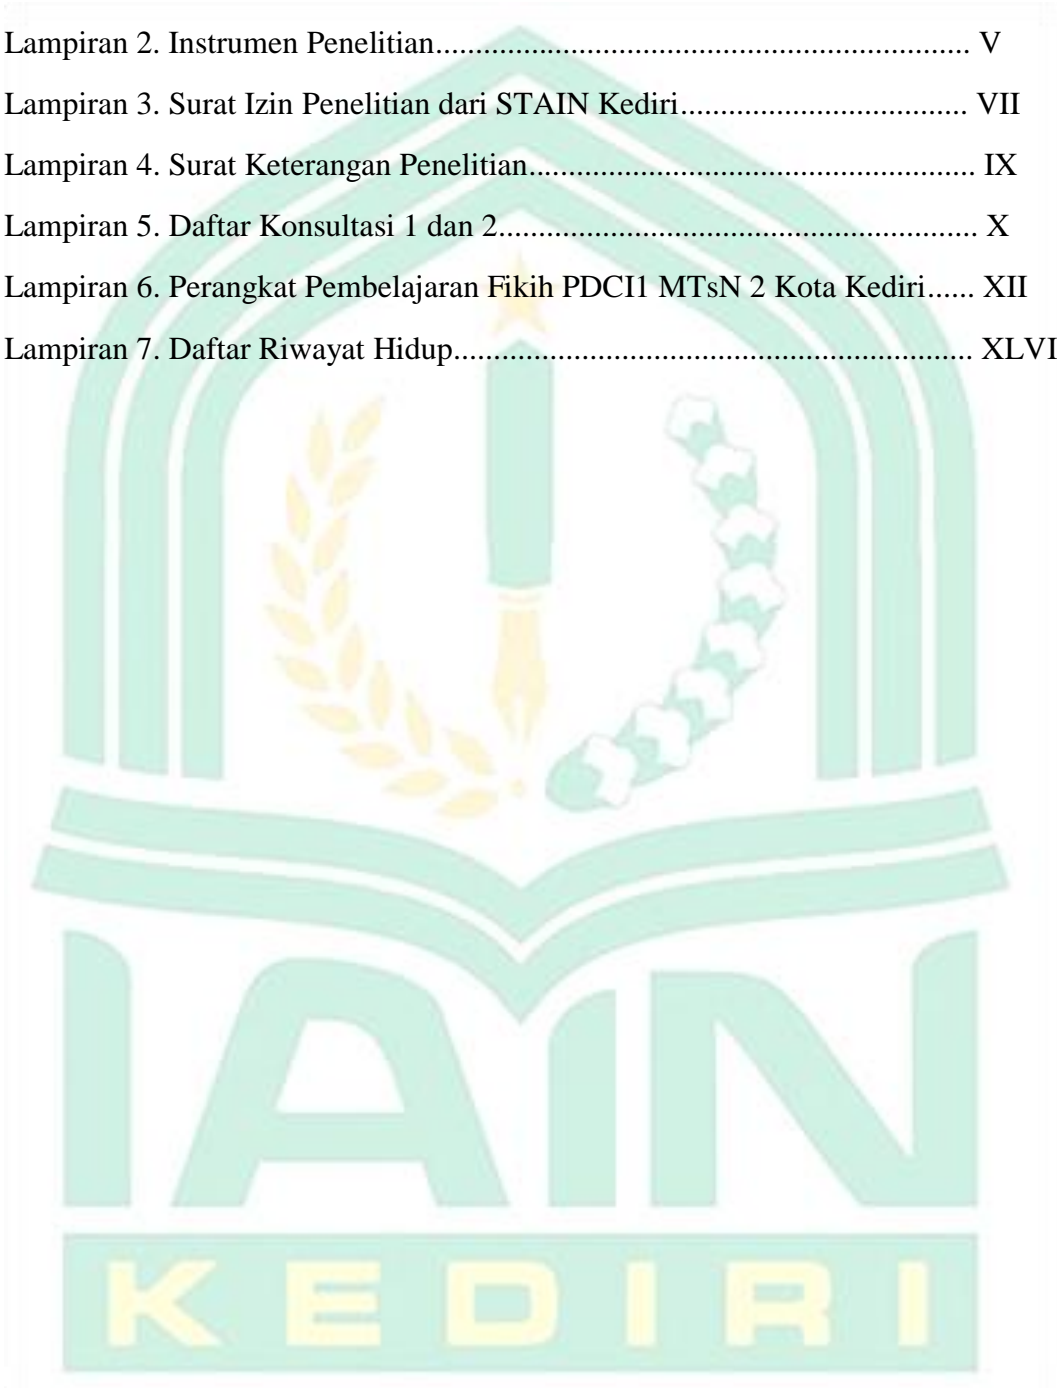 Lampiran 2. Instrumen Penelitian................................................................... V
Lampiran 3. Surat Izin Penelitian dari STAIN Kediri.................................... VII
Lampiran 4. Surat Keterangan Penelitian........................................................ IX
Lampiran 5. Daftar Konsultasi 1 dan 2............................................................ X
Lampiran 6. Perangkat Pembelajaran Fikih PDCI1 MTsN 2 Kota Kediri...... XII
Lampiran 7. Daftar Riwayat Hidup................................................................. XLVI
IAIN
KEDIRI